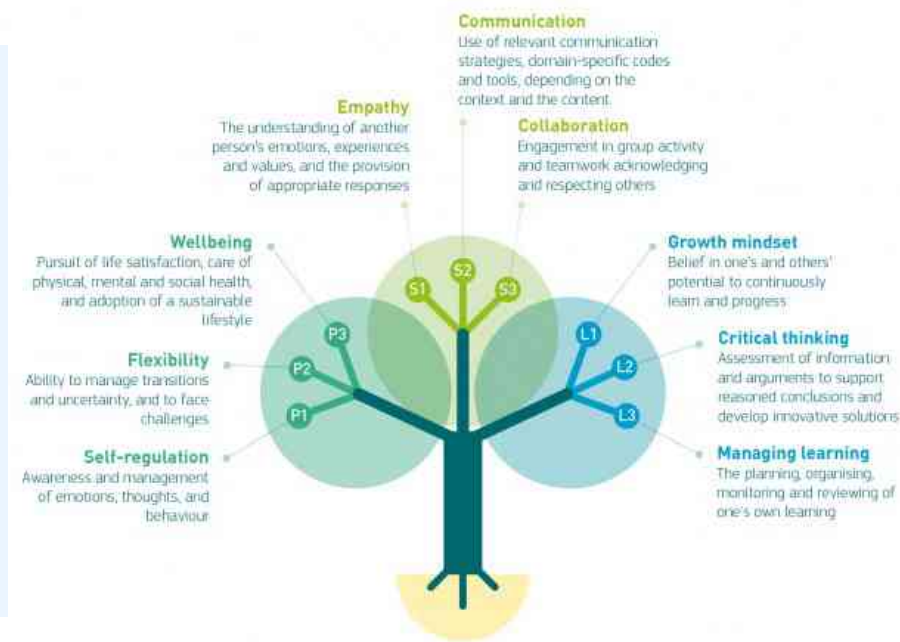 Communication
Use of relevant communication
strategies, domain-specific codes
and tools, depending on the
context and the content.
Empathy
The understanding of another
person's emotions, experiences
and values, and the provision
of appropriate responses
Collaboration
Engagement in group activity
and teamwork acknowledging
and respecting others
Wellbeing
Pursuit of life satisfaction, care of
physical, mental and social health,
and adoption of a sustainable
lifestyle
Growth mindset
Belief in one's and others'
potential to continuously
learn and progress
S1
S2
S3
P3
P2
P1
L1
L2
L3
Flexibility
Ability to manage transitions
and uncertainty, and to face
challenges
Critical thinking
Assessment of information
and arguments to support
reasoned conclusions and
develop innovative solutions
Self-regulation
Awareness and management
of emotions, thoughts, and
behaviour
Managing learning
The planning, organising,
monitoring and reviewing of
one's own learning